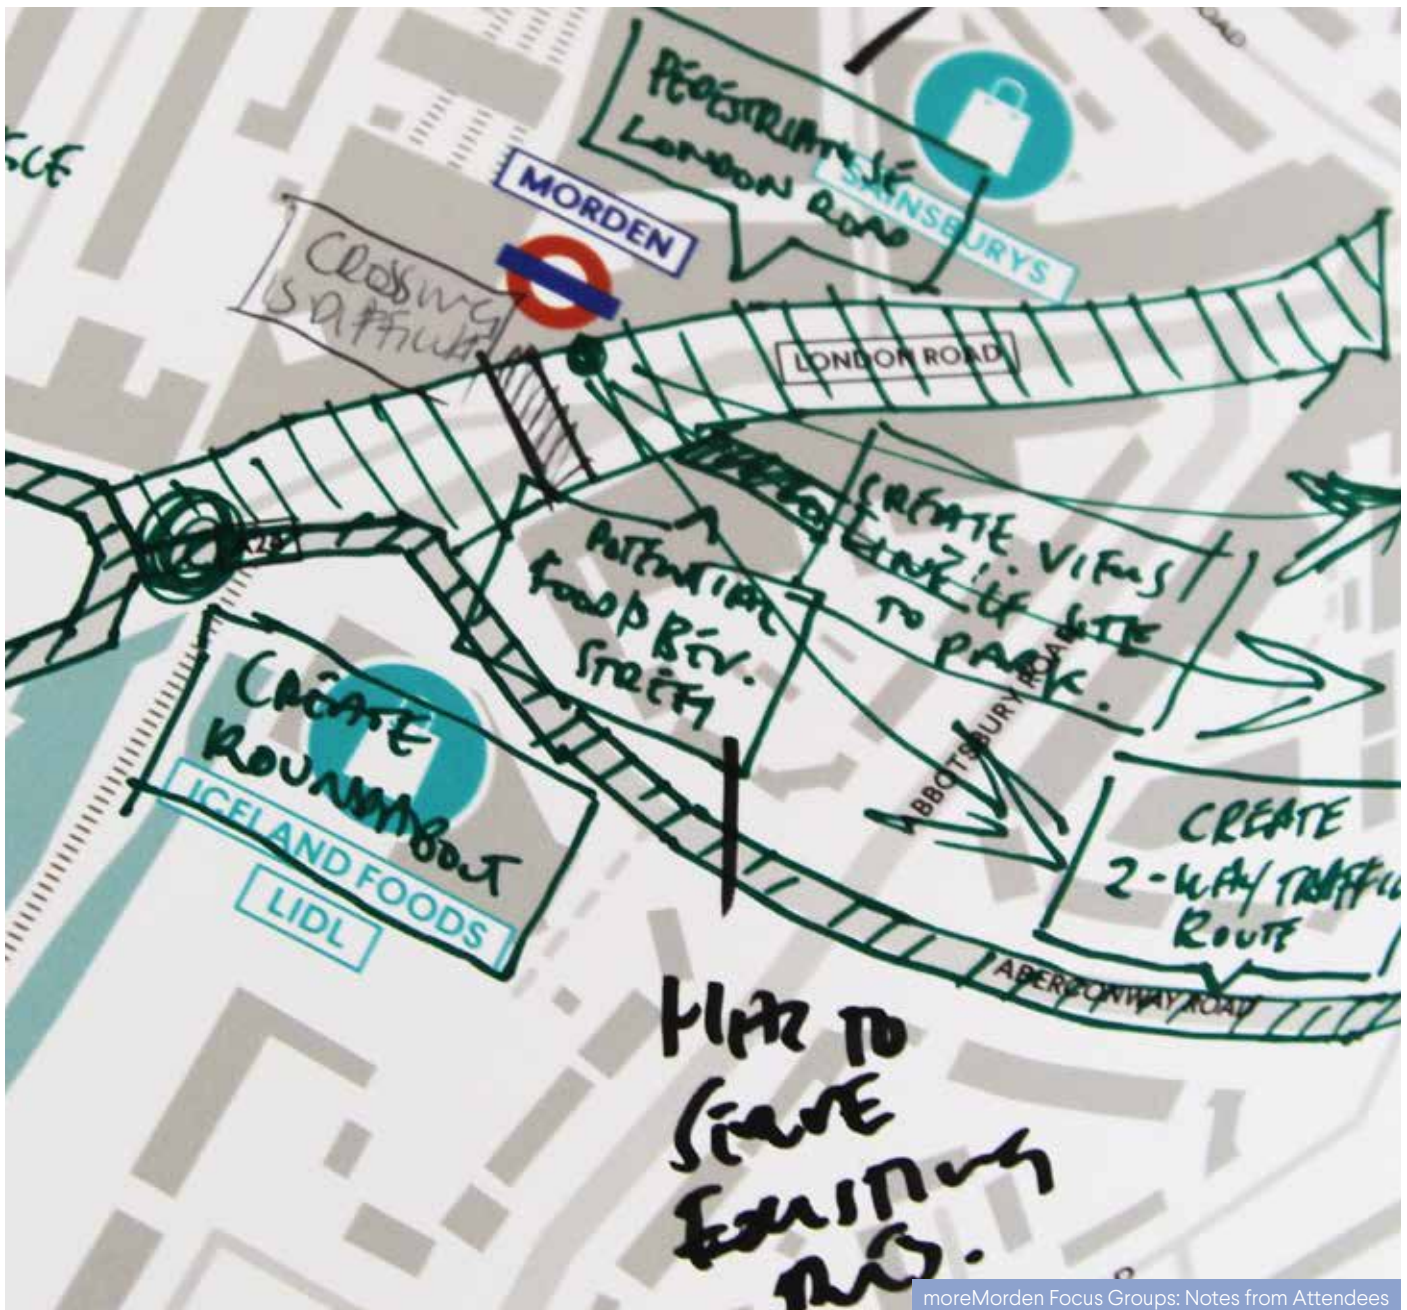 PEDESTRIANISE
LONDON ROAD
SAINSBURYS
MORDEN
CROSSING
IS DIFFICULT
LONDON ROAD
A24
CREATE VIEWS
LINE OF SITE
TO PARK.
POTENTIAL
FOOD/BEV.
STREET
ABBOTSBURY ROAD
CREATE
ROUNDABOUT
ICELAND FOODS
LIDL
CREATE
2-WAY TRAFFIC
ROUTE
ABERCONWAY ROAD
TO
SERVE
EXISTING
moreMorden Focus Groups: Notes from Attendees